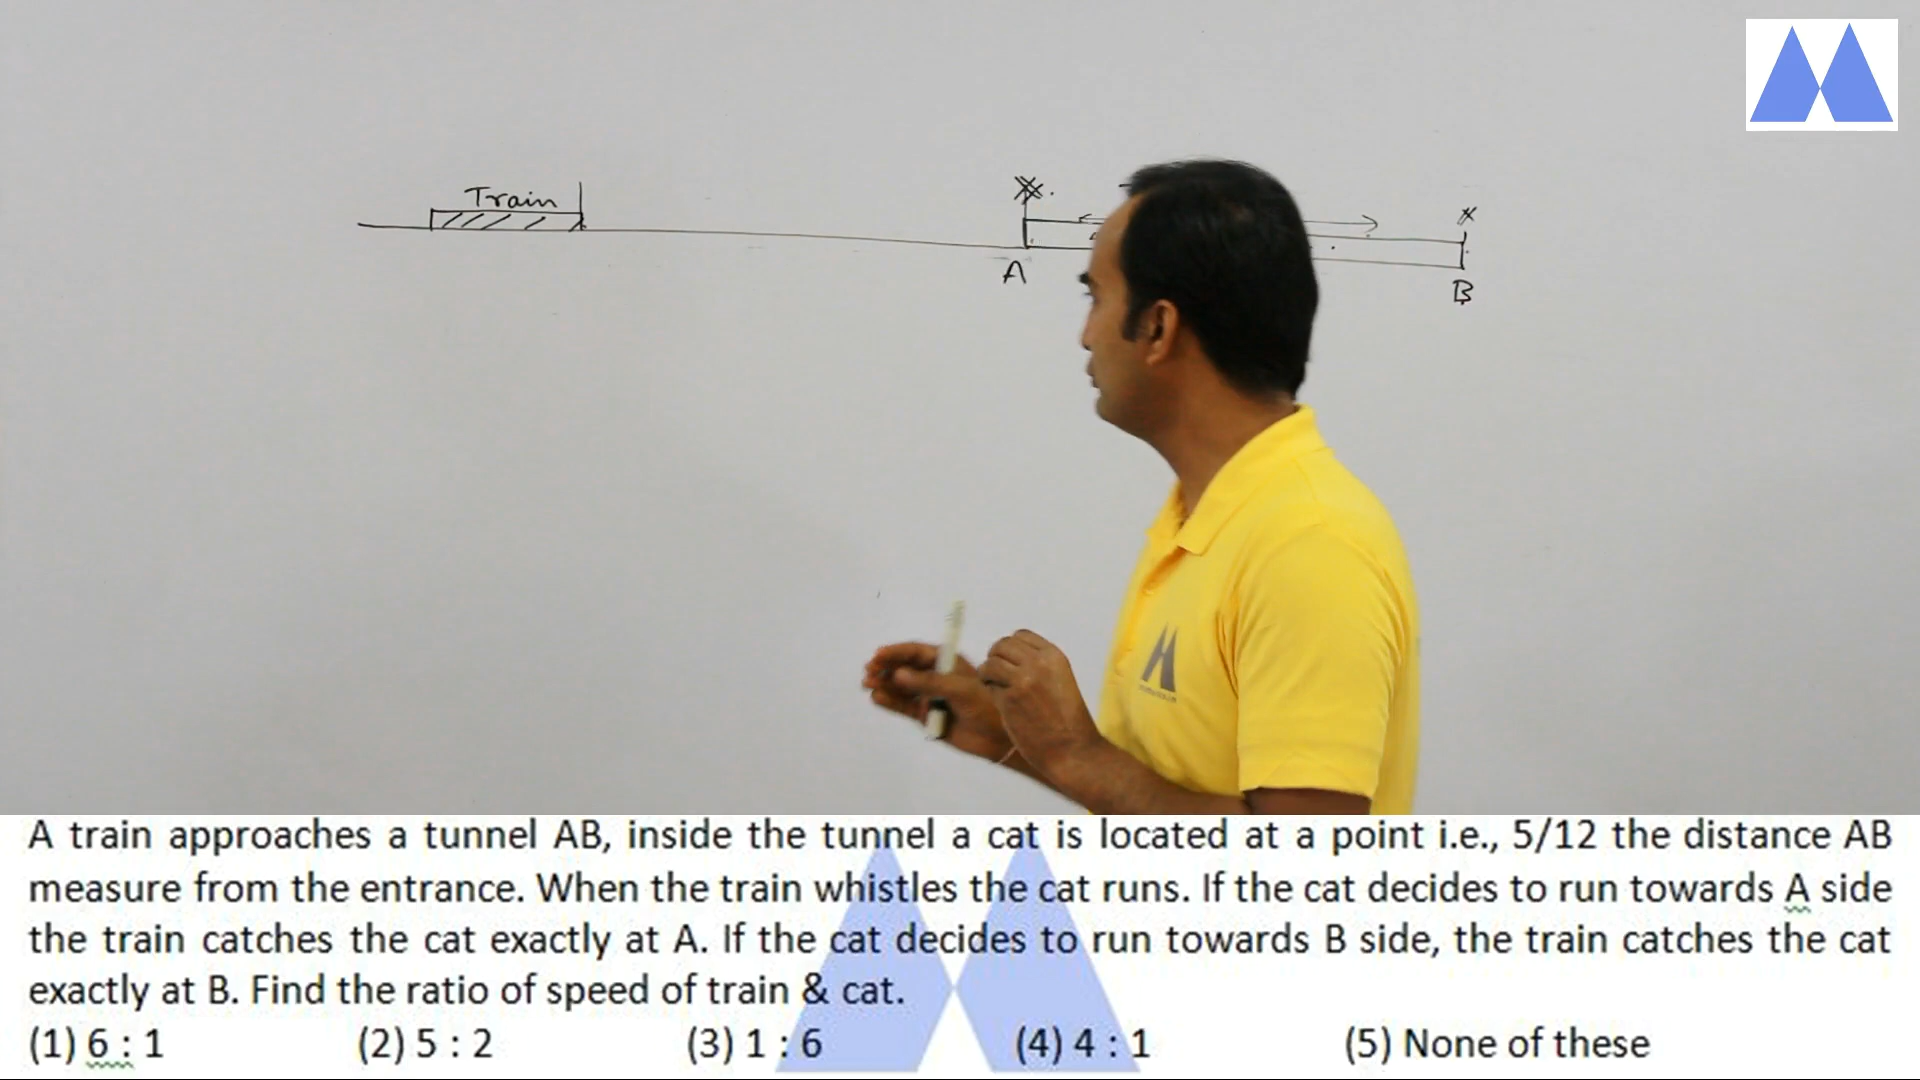 Train
A
B
A train approaches a tunnel AB, inside the tunnel a cat is located at a point i.e., 5/12 the distance AB
measure from the entrance. When the train whistles the cat runs. If the cat decides to run towards A side
the train catches the cat exactly at A. If the cat decides to run towards B side, the train catches the cat
exactly at B. Find the ratio of speed of train & cat.
(1) 6 : 1 (2) 5 : 2 (3) 1 : 6 (4) 4 : 1 (5) None of these